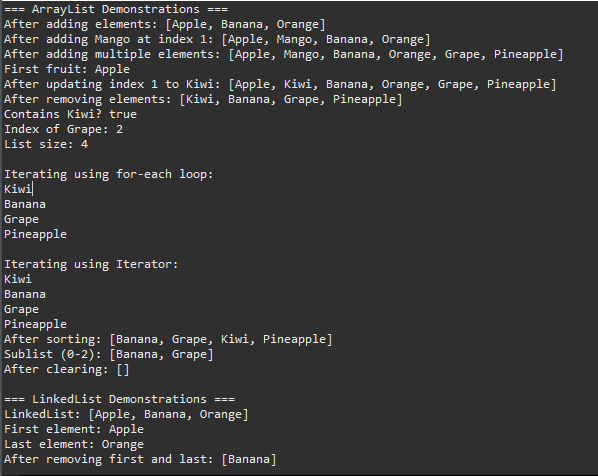 === ArrayList Demonstrations ===
After adding elements: [Apple, Banana, Orange]
After adding Mango at index 1: [Apple, Mango, Banana, Orange]
After adding multiple elements: [Apple, Mango, Banana, Orange, Grape, Pineapple]
First fruit: Apple
After updating index 1 to Kiwi: [Apple, Kiwi, Banana, Orange, Grape, Pineapple]
After removing elements: [Kiwi, Banana, Grape, Pineapple]
Contains Kiwi? true
Index of Grape: 2
List size: 4

Iterating using for-each loop:
Kiwi
Banana
Grape
Pineapple

Iterating using Iterator:
Kiwi
Banana
Grape
Pineapple
After sorting: [Banana, Grape, Kiwi, Pineapple]
Sublist (0-2): [Banana, Grape]
After clearing: []

=== LinkedList Demonstrations ===
LinkedList: [Apple, Banana, Orange]
First element: Apple
Last element: Orange
After removing first and last: [Banana]